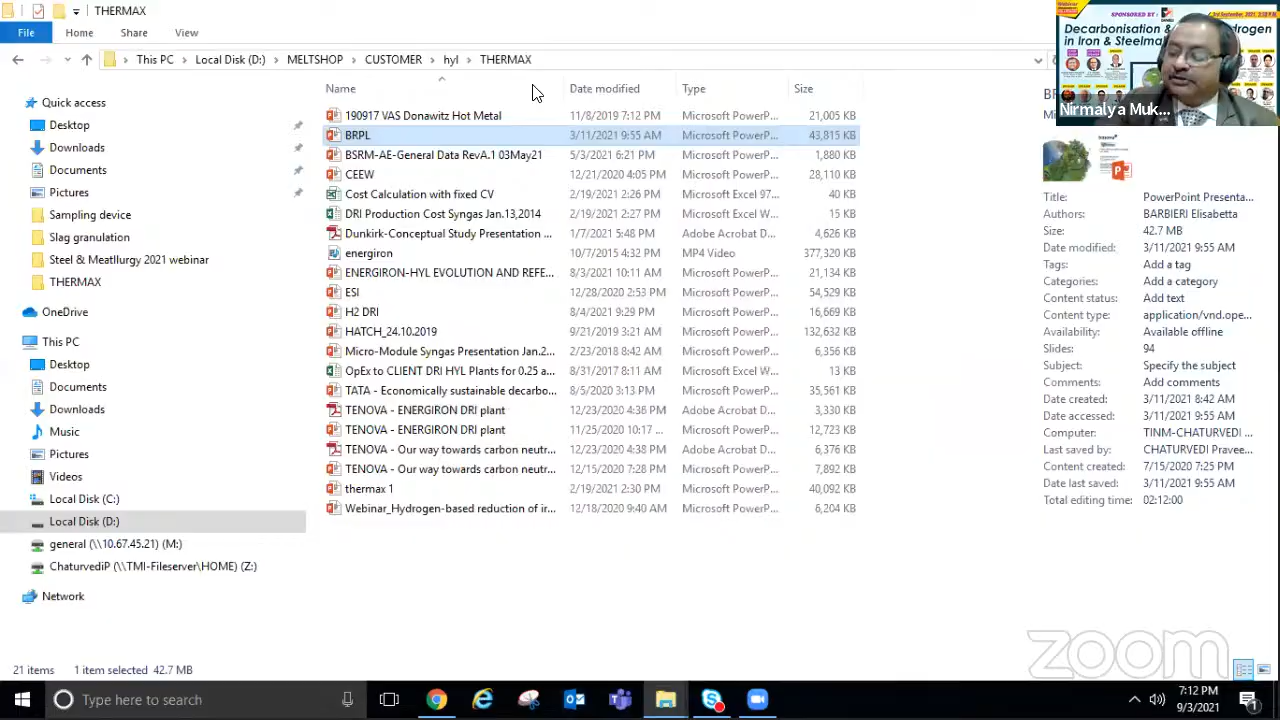 THERMAX
File Home Share View
This PC Local Disk (D:) MELTSHOP CUSTOMER hyl THERMAX
Name Date modified Type Size
Quick access
Desktop
Downloads
Documents
Pictures
Sampling device
Slag granulation
Steel & Meatllurgy 2021 webinar
THERMAX
OneDrive
This PC
Desktop
Documents
Downloads
Music
Pictures
Videos
Local Disk (C:)
Local Disk (D:)
general (\\10.67.45.21) (M:)
ChaturvediP (\\TMI-Fileserver\HOME) (Z:)
Network
Hot Metal 21,005 KB
BRPL 3/11/2021 9:55 AM Microsoft PowerP... 43,815 KB
BSRM-AE-General Data RevA.1 03May21 6:21 PM Microsoft PowerP...
CEEW 4:05 PM Microsoft PowerP... 28,110 KB
Cost Calculation with fixed CV 2/19/2021 2:26 PM Microsoft Excel 97... 40 KB
DRI Production Cost Syngas Jan.13,2014 2/19/2021 2:27 PM Microsoft Excel W... 15 KB
Dunkirk-Conceptual Study Presentation ... 1/7/2021 5:48 PM Adobe Acrobat D... 4,626 KB
energiron 10/7/2015 4:32 PM MP4 Video 377,320 KB
ENERGIRON-HYL EVOLUTION AND REFE... 8/3/2021 10:11 AM Microsoft PowerP... 21,134 KB
ESI 12/28/2020 2:53 PM Microsoft PowerP... 54,529 KB
H2 DRI 8/4/2021 9:29 PM Microsoft PowerP... 16,669 KB
HATCH_24.10.2019 9/21/2019 3:21 AM Microsoft PowerP... 132,632 KB
Micro-Module Syngas Presentation Jan.2... 2/23/2018 8:42 AM Microsoft PowerP... 6,356 KB
OpEx to CLIENT DRI HYL Plants for 0.25 a... 8/31/2017 8:11 AM Microsoft Excel W... 13 KB
TATA - Economically sustainable decarbo... 8/5/2020 3:13 PM Microsoft PowerP... 35,561 KB
TENOVA - ENERGIRON DRI plant 12/23/2020 4:38 PM Adobe Acrobat D... 3,330 KB
TENOVA - ENERGIRON DRI plant 11/25/2020 10:17 ... Microsoft PowerP... 12,723 KB
TENOVA - Our way towards carbon neutr... 12/23/2020 4:38 PM Adobe Acrobat D... 6,376 KB
TENOVA - Our way towards carbon neutr... 12/15/2020 7:28 PM Microsoft PowerP... 7,892 KB
thermax 1 2/19/2021 2:30 PM Microsoft PowerP... 40,092 KB
Webinar_Hydrogen-based reduction of ir... 12/18/2020 9:40 AM Microsoft PowerP... 6,204 KB
SPONSORED BY : 3rd September, 2021,
Decarbonisation &
in Iron & Steelma
Nirmalya Muk...
Title: PowerPoint Presenta...
Authors: BARBIERI Elisabetta
Size: 42.7 MB
Date modified: 3/11/2021 9:55 AM
Tags: Add a tag
Categories: Add a category
Content status: Add text
Content type: application/vnd.ope...
Availability: Available offline
Slides: 94
Subject: Specify the subject
Comments: Add comments
Date created: 3/11/2021 8:42 AM
Date accessed: 3/11/2021 9:55 AM
Computer: TINM-CHATURVEDI ...
Last saved by: CHATURVEDI Pravee...
Content created: 7/15/2020 7:25 PM
Date last saved: 3/11/2021 9:55 AM
Total editing time: 02:12:00
zoom
21 items 1 item selected 42.7 MB
Type here to search
7:12 PM
9/3/2021